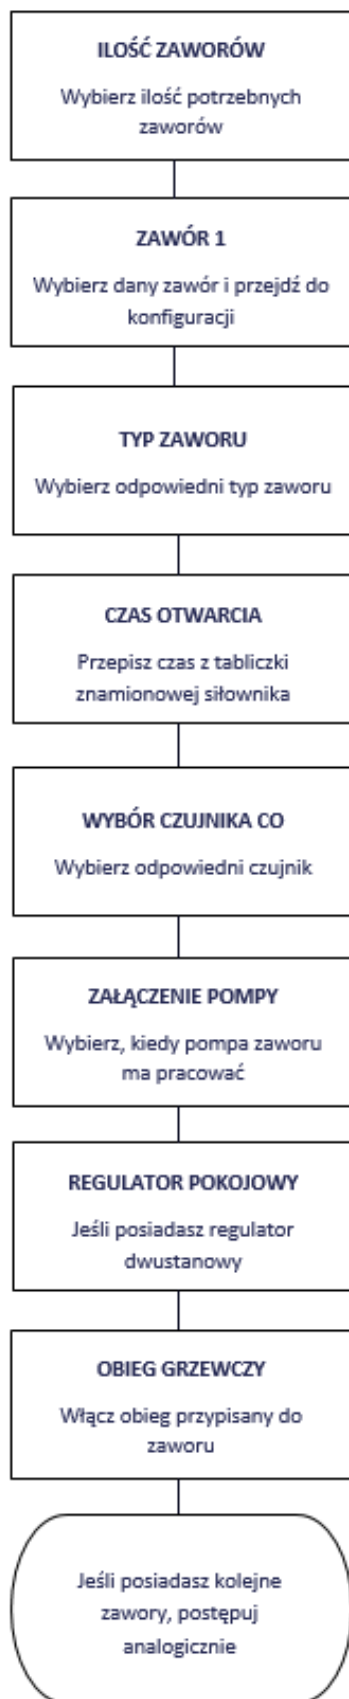 ILOŚĆ ZAWORÓW
Wybierz ilość potrzebnych
zaworów
ZAWÓR 1
Wybierz dany zawór i przejdź do
konfiguracji
TYP ZAWORU
Wybierz odpowiedni typ zaworu
CZAS OTWARCIA
Przepisz czas z tabliczki
znamionowej siłownika
WYBÓR CZUJNIKA CO
Wybierz odpowiedni czujnik
ZAŁĄCZENIE POMPY
Wybierz, kiedy pompa zaworu
ma pracować
REGULATOR POKOJOWY
Jeśli posiadasz regulator
dwustanowy
OBIEG GRZEWCZY
Włącz obieg przypisany do
zaworu
Jeśli posiadasz kolejne
zawory, postępuj
analogicznie